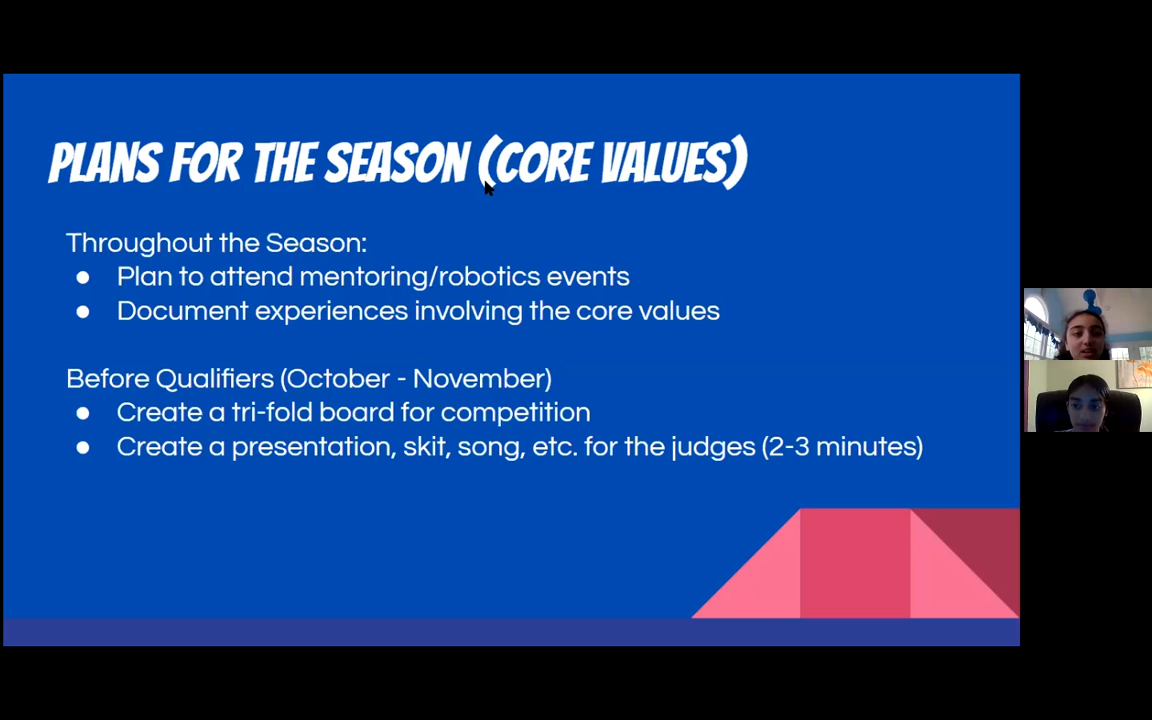 PLANS FOR THE SEASON (CORE VALUES)
Throughout the Season:
● Plan to attend mentoring/robotics events
● Document experiences involving the core values
Before Qualifiers (October - November)
● Create a tri-fold board for competition
● Create a presentation, skit, song, etc. for the judges (2-3 minutes)